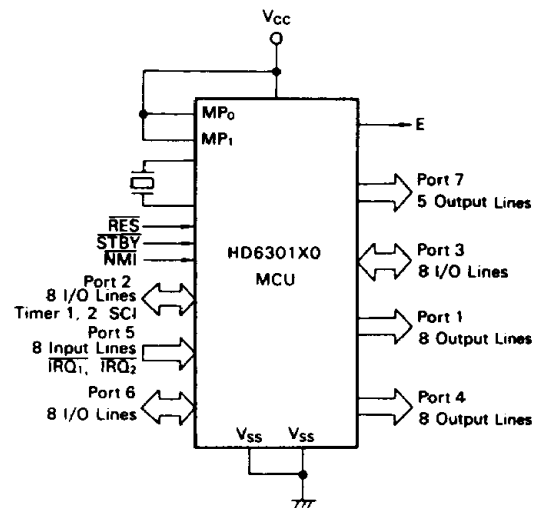 VCC
MP0
MP1
E
Port 7
5 Output Lines
RES
STBY
NMI
HD6301X0
MCU
Port 3
8 I/O Lines
Port 2
8 I/O Lines
Timer 1, 2 SCI
Port 1
8 Output Lines
Port 5
8 Input Lines
IRQ1, IRQ2
Port 6
8 I/O Lines
Port 4
8 Output Lines
VSS VSS